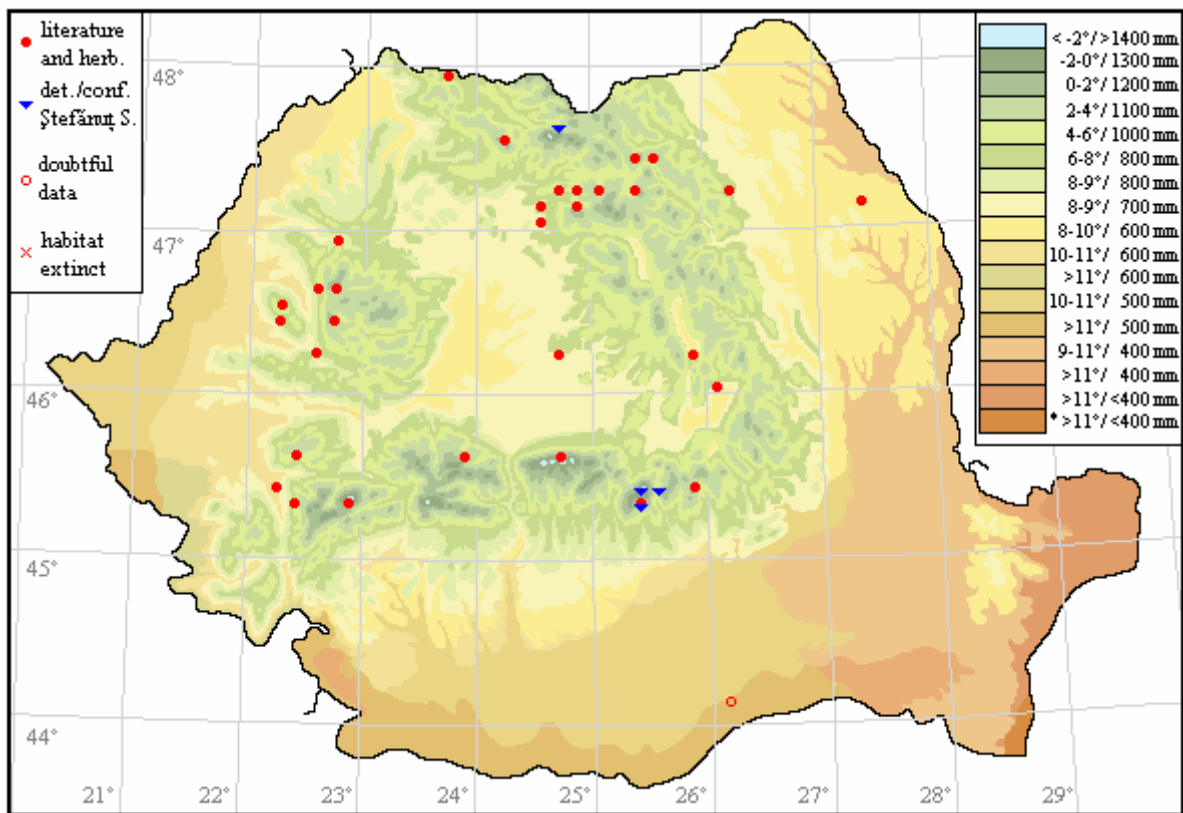 literature
and herb.
det./conf.
Ştefănuţ S.
doubtful
data
habitat
extinct
< -2°/>1400 mm
-2-0°/1300 mm
0-2°/1200 mm
2-4°/1100 mm
4-6°/1000 mm
6-8°/ 800 mm
8-9°/ 800 mm
8-9°/ 700 mm
8-10°/ 600 mm
10-11°/ 600 mm
>11°/ 600 mm
10-11°/ 500 mm
>11°/ 500 mm
9-11°/ 400 mm
>11°/ 400 mm
>11°/<400 mm
* >11°/<400 mm
48°
47°
46°
45°
44°
21° 22° 23° 24° 25° 26° 27° 28° 29°